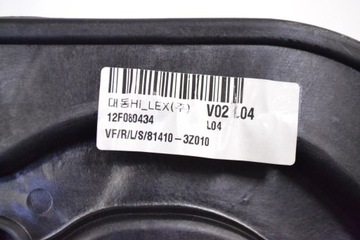 대동HI_LEX(주) V02 L04
12F080434 L04
VF/R/L/S/81410-3Z010